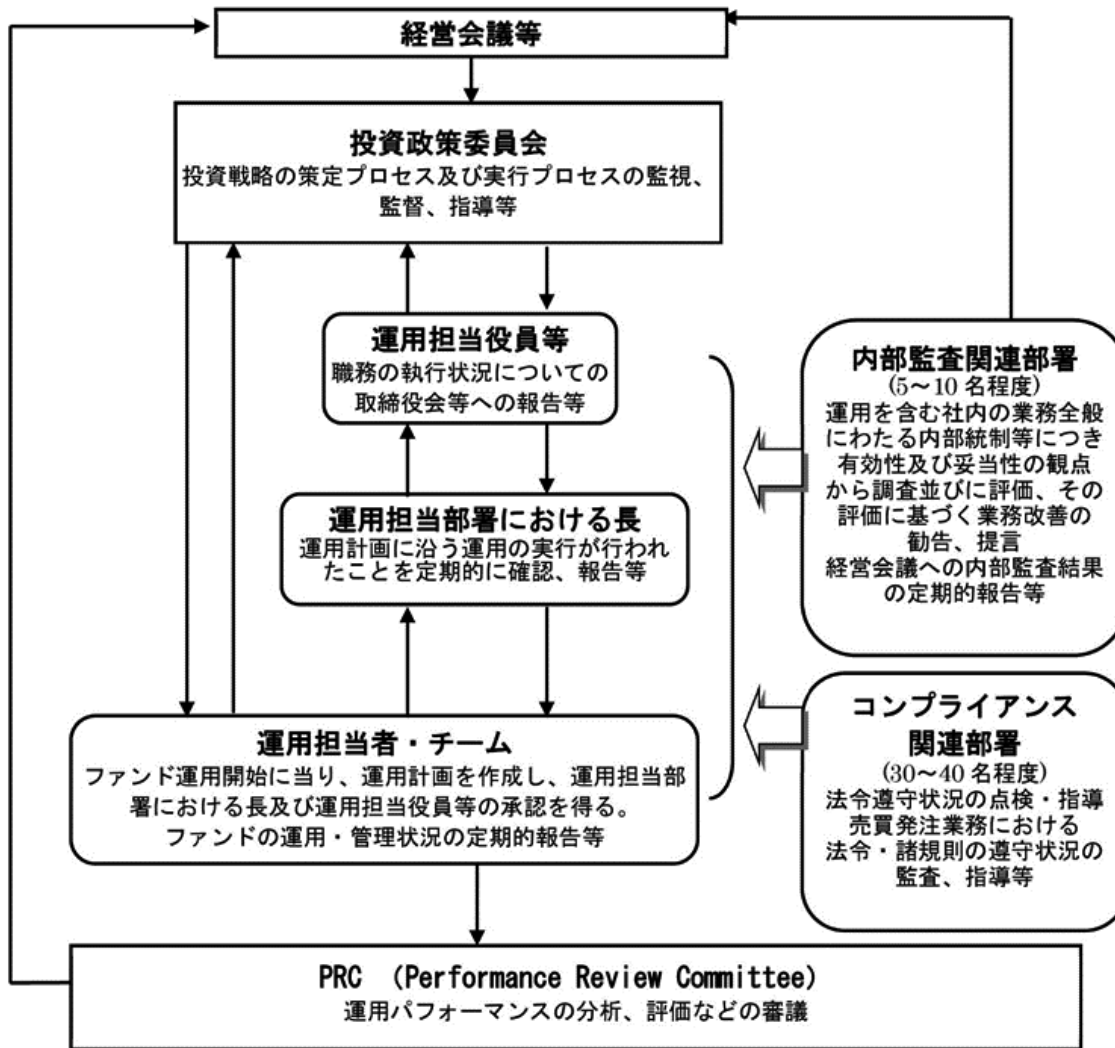 経営会議等
投資政策委員会
投資戦略の策定プロセス及び実行プロセスの監視、
監督、指導等
運用担当役員等
職務の執行状況についての
取締役会等への報告等
運用担当部署における長
運用計画に沿う運用の実行が行われ
たことを定期的に確認、報告等
運用担当者・チーム
ファンド運用開始に当り、運用計画を作成し、運用担当部
署における長及び運用担当役員等の承認を得る。
ファンドの運用・管理状況の定期的報告等
内部監査関連部署
(5～10 名程度)
運用を含む社内の業務全般
にわたる内部統制等につき
有効性及び妥当性の観点
から調査並びに評価、その
評価に基づく業務改善の
勧告、提言
経営会議への内部監査結果
の定期的報告等
コンプライアンス
関連部署
(30～40 名程度)
法令遵守状況の点検・指導
売買発注業務における
法令・諸規則の遵守状況の
監査、指導等
PRC （Performance Review Committee）
運用パフォーマンスの分析、評価などの審議